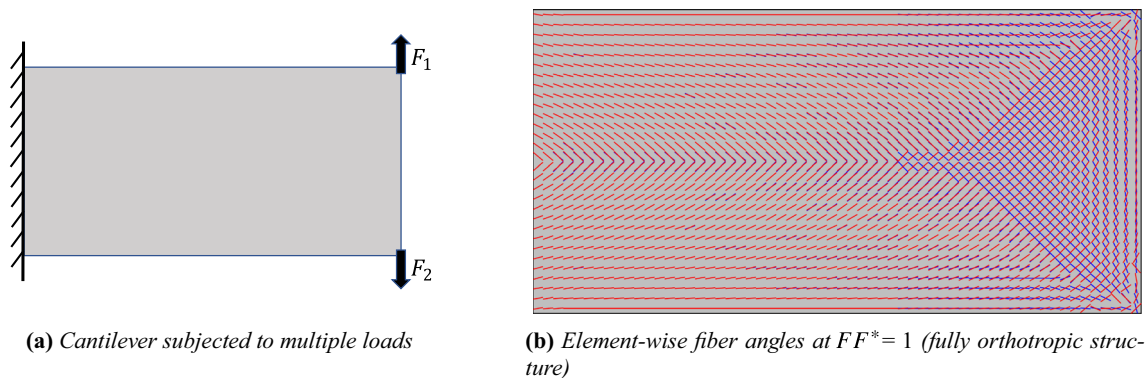 F₁
F₂
(a) Cantilever subjected to multiple loads
(b) Element-wise fiber angles at FF* = 1 (fully orthotropic struc-
ture)